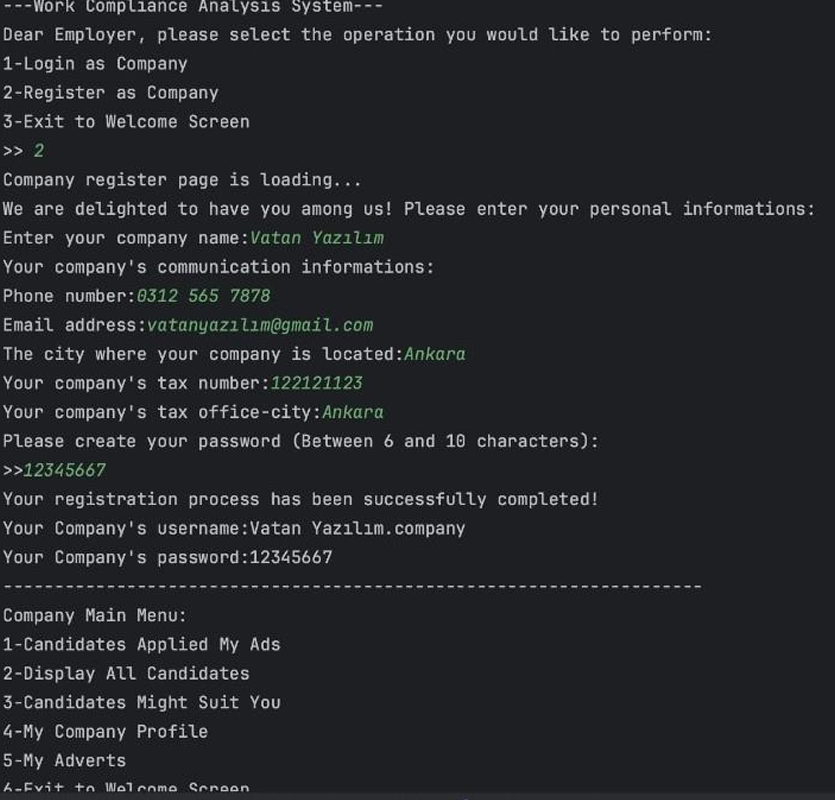 ---Work Compliance Analysis System---
Dear Employer, please select the operation you would like to perform:
1-Login as Company
2-Register as Company
3-Exit to Welcome Screen
>> 2
Company register page is loading...
We are delighted to have you among us! Please enter your personal informations:
Enter your company name:Vatan Yazılım
Your company's communication informations:
Phone number:0312 565 7878
Email address:vatanyazılım@gmail.com
The city where your company is located:Ankara
Your company's tax number:122121123
Your company's tax office-city:Ankara
Please create your password (Between 6 and 10 characters):
>>12345667
Your registration process has been successfully completed!
Your Company's username:Vatan Yazılım.company
Your Company's password:12345667
--------------------------------------------------------------------
Company Main Menu:
1-Candidates Applied My Ads
2-Display All Candidates
3-Candidates Might Suit You
4-My Company Profile
5-My Adverts
6-Exit to Welcome Screen